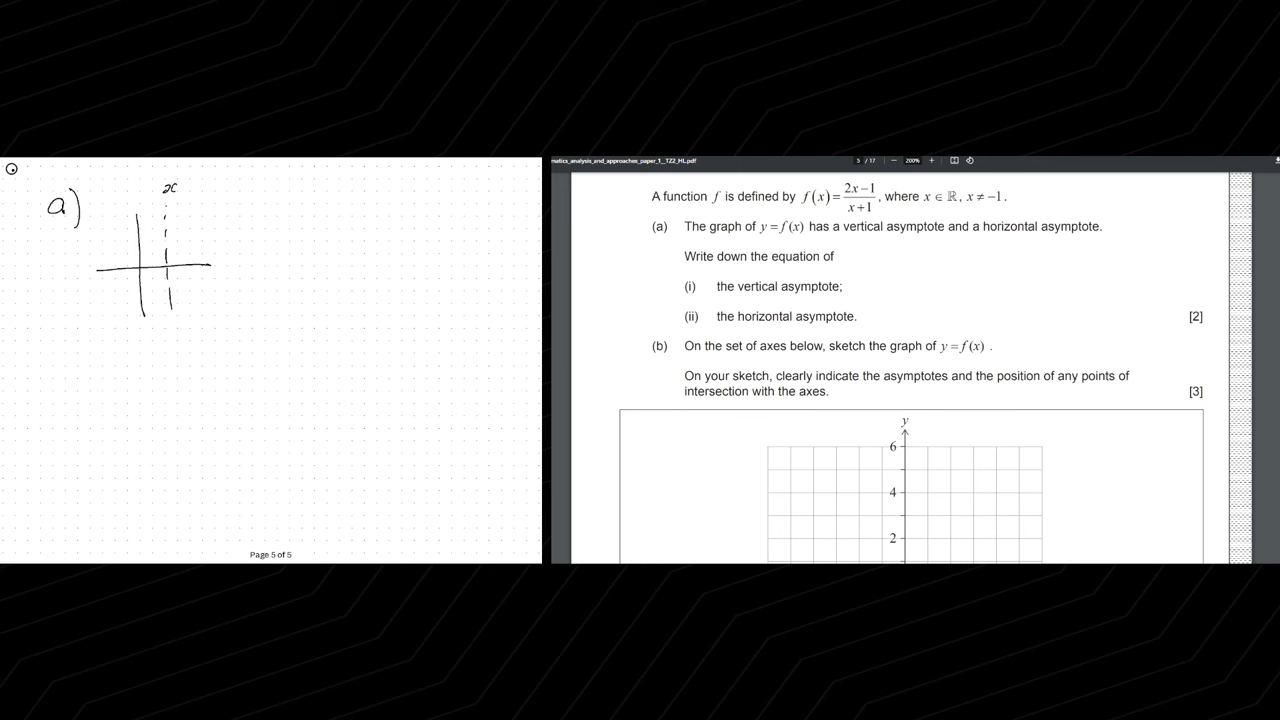 a)
x
Page 5 of 5
matics_analysis_and_approaches_paper_1__TZ2_HL.pdf
5 / 17
200%
A function f is defined by f(x) = (2x−1)/(x+1), where x ∈ ℝ, x ≠ −1.
(a) The graph of y = f(x) has a vertical asymptote and a horizontal asymptote.
Write down the equation of
(i) the vertical asymptote;
(ii) the horizontal asymptote. [2]
(b) On the set of axes below, sketch the graph of y = f(x) .
On your sketch, clearly indicate the asymptotes and the position of any points of
intersection with the axes. [3]
y
6
4
2